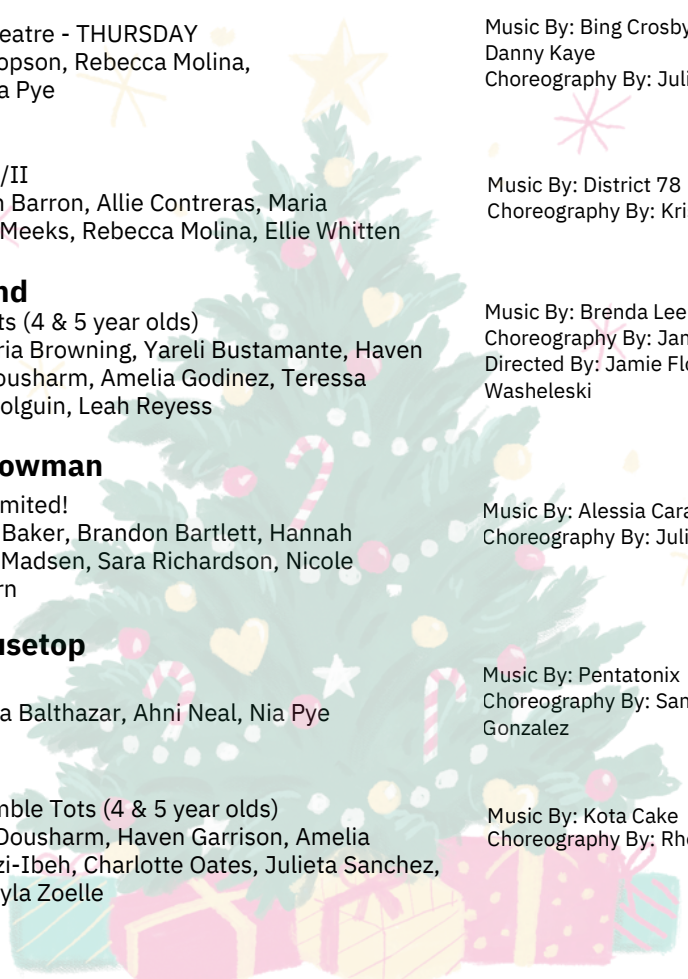 eatre - THURSDAY
opson, Rebecca Molina,
a Pye
Music By: Bing Crosby
Danny Kaye
Choreography By: Juli
/II
n Barron, Allie Contreras, Maria
Meeks, Rebecca Molina, Ellie Whitten
Music By: District 78
Choreography By: Kri
nd
ts (4 & 5 year olds)
ria Browning, Yareli Bustamante, Haven
ousharm, Amelia Godinez, Teressa
olguin, Leah Reyess
Music By: Brenda Lee
Choreography By: Jan
Directed By: Jamie Flo
Washeleski
owman
mited!
Baker, Brandon Bartlett, Hannah
Madsen, Sara Richardson, Nicole
rn
Music By: Alessia Cara
Choreography By: Juli
usetop
a Balthazar, Ahni Neal, Nia Pye
Music By: Pentatonix
Choreography By: San
Gonzalez
mble Tots (4 & 5 year olds)
Dousharm, Haven Garrison, Amelia
zi-Ibeh, Charlotte Oates, Julieta Sanchez,
yla Zoelle
Music By: Kota Cake
Choreography By: Rho